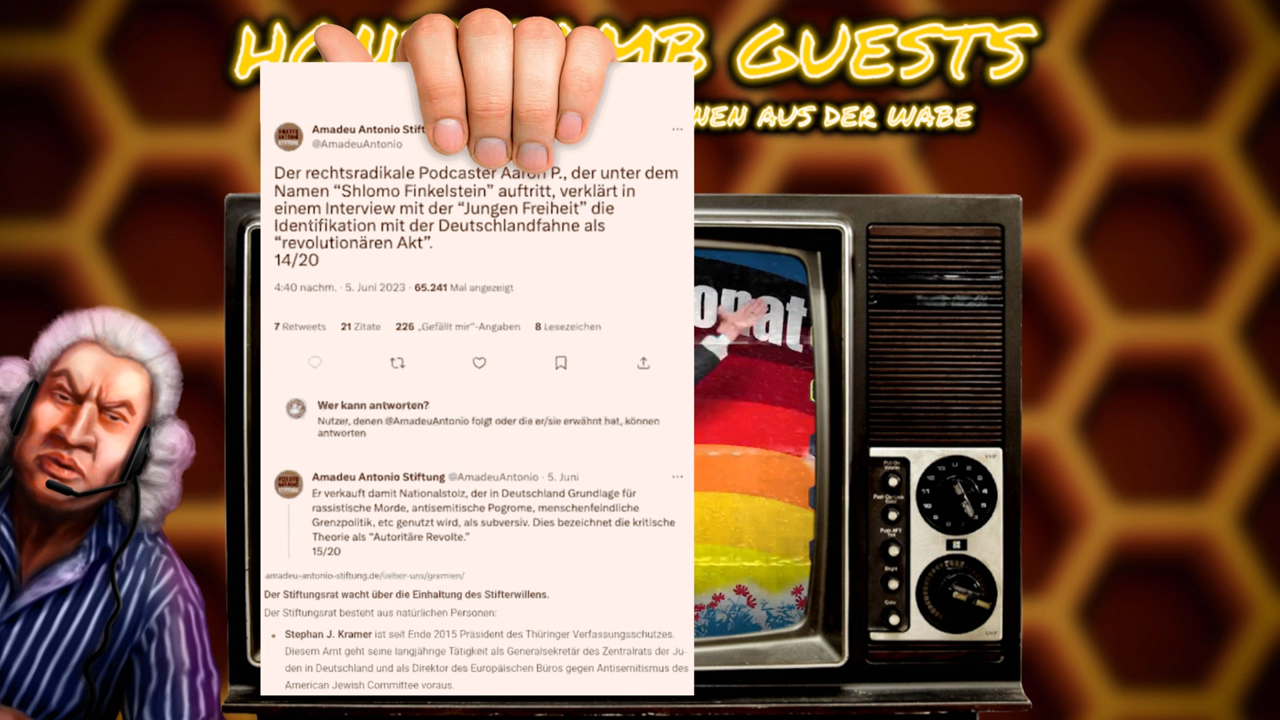 GUESTS
AUS DER WABE
Amadeu Antonio
@AmadeuAntonio
Der rechtsradikale Podcaster Aaron P., der unter dem
Namen “Shlomo Finkelstein” auftritt, verklärt in
einem Interview mit der “Jungen Freiheit” die
Identifikation mit der Deutschlandfahne als
“revolutionären Akt”.
14/20
4:40 nachm. · 5. Juni 2023 · 65.241 Mal angezeigt
7 Retweets 21 Zitate 226 „Gefällt mir“-Angaben 8 Lesezeichen
Wer kann antworten?
Nutzer, denen @AmadeuAntonio folgt oder die er/sie erwähnt hat, können
antworten
Amadeu Antonio Stiftung @AmadeuAntonio · 5. Juni
Er verkauft damit Nationalstolz, der in Deutschland Grundlage für
rassistische Morde, antisemitische Pogrome, menschenfeindliche
Grenzpolitik, etc genutzt wird, als subversiv. Dies bezeichnet die kritische
Theorie als “Autoritäre Revolte.”
15/20
amadeu-antonio-stiftung.de/ueber-uns/gremien/
Der Stiftungsrat wacht über die Einhaltung des Stifterwillens.
Der Stiftungsrat besteht aus natürlichen Personen:
• Stephan J. Kramer ist seit Ende 2015 Präsident des Thüringer Verfassungsschutzes.
Diesem Amt geht seine langjährige Tätigkeit als Generalsekretär des Zentralrats der Ju-
den in Deutschland und als Direktor des Europäischen Büros gegen Antisemitismus des
American Jewish Committee voraus.
VHF
UHF